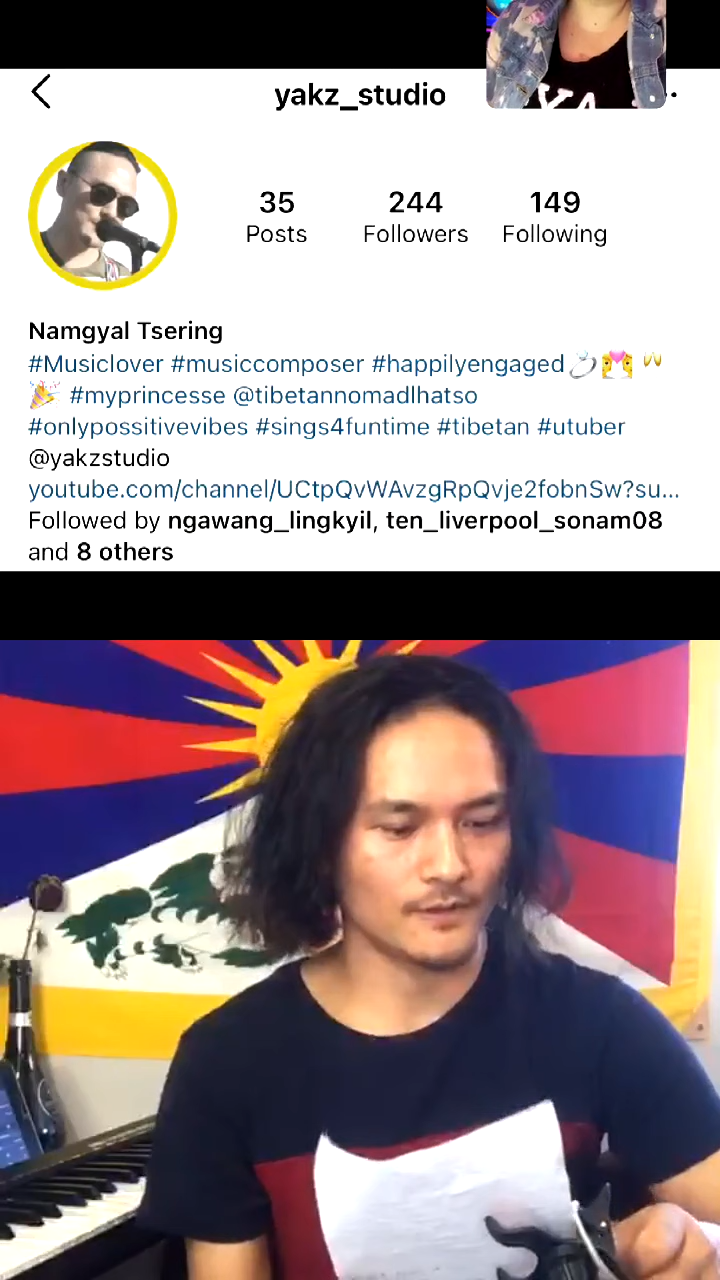 yakz_studio
35
244
149
Posts
Followers
Following
Namgyal Tsering
#Musiclover #musiccomposer #happilyengaged💍👩‍❤️‍👨🥂
🎉 #myprincesse @tibetannomadlhatso
#onlypossitivevibes #sings4funtime #tibetan #utuber
@yakzstudio
youtube.com/channel/UCtpQvWAvzgRpQvje2fobnSw?su...
Followed by ngawang_lingkyil, ten_liverpool_sonam08
and 8 others